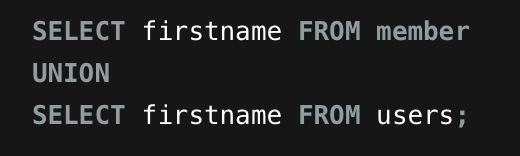 SELECT firstname FROM member
UNION
SELECT firstname FROM users;